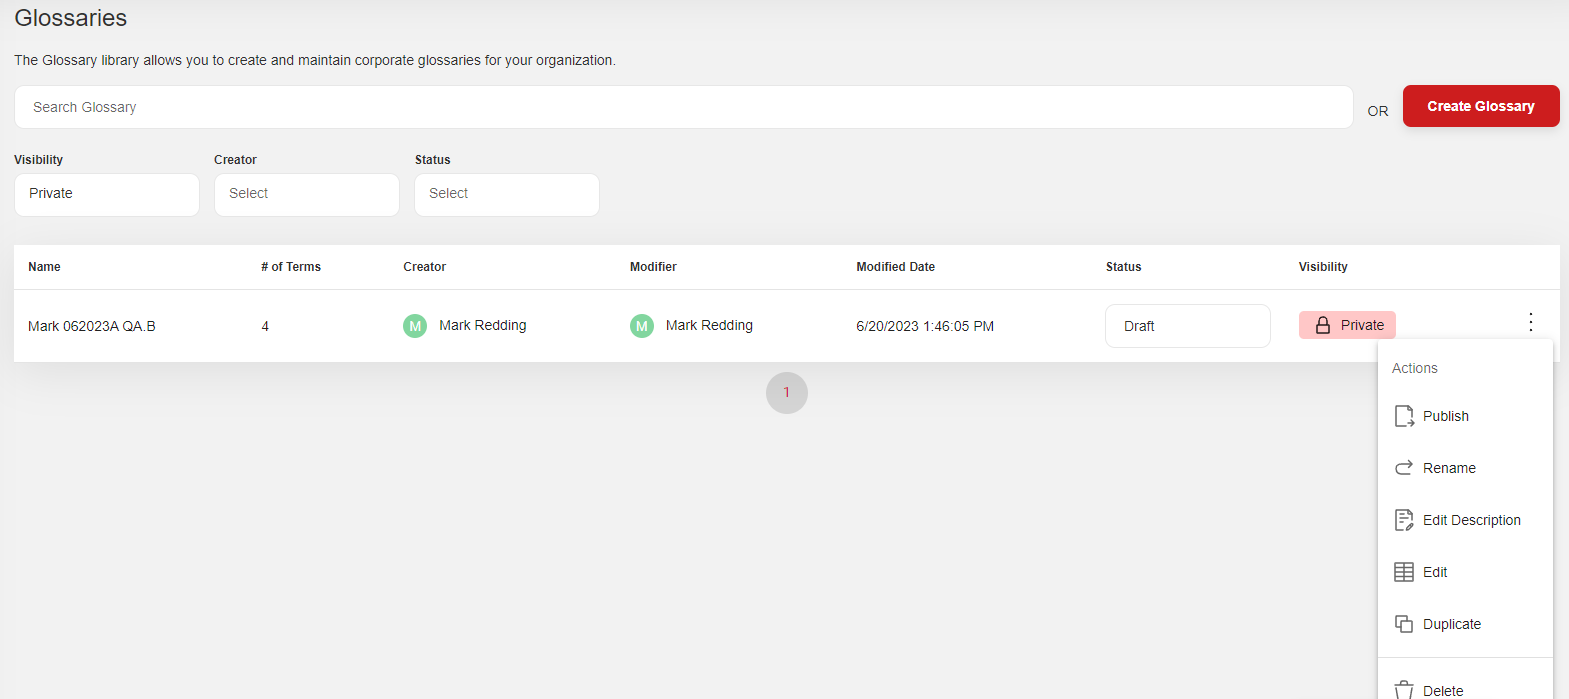 Glossaries
The Glossary library allows you to create and maintain corporate glossaries for your organization.
Search Glossary
OR
Create Glossary
Visibility
Creator
Status
Private
Select
Select
Name
# of Terms
Creator
Modifier
Modified Date
Status
Visibility
Mark 062023A QA.B
4
M
Mark Redding
M
Mark Redding
6/20/2023 1:46:05 PM
Draft
Private
1
Actions
Publish
Rename
Edit Description
Edit
Duplicate
Delete